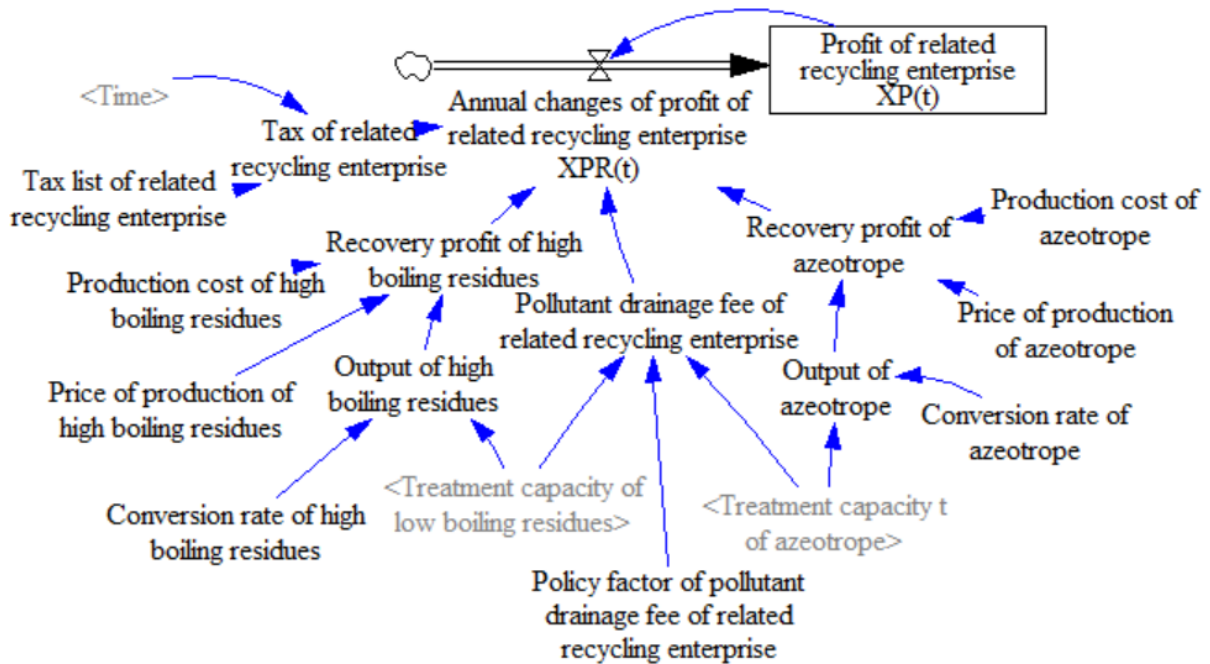 Profit of related
recycling enterprise
XP(t)
<Time>
Annual changes of profit of
related recycling enterprise
XPR(t)
Tax of related
recycling enterprise
Tax list of related
recycling enterprise
Production cost of
azeotrope
Recovery profit of
azeotrope
Recovery profit of high
boiling residues
Production cost of high
boiling residues
Pollutant drainage fee of
related recycling enterprise
Price of production
of azeotrope
Output of high
boiling residues
Output of
azeotrope
Price of production of
high boiling residues
Conversion rate of
azeotrope
<Treatment capacity of
low boiling residues>
<Treatment capacity t
of azeotrope>
Conversion rate of high
boiling residues
Policy factor of pollutant
drainage fee of related
recycling enterprise